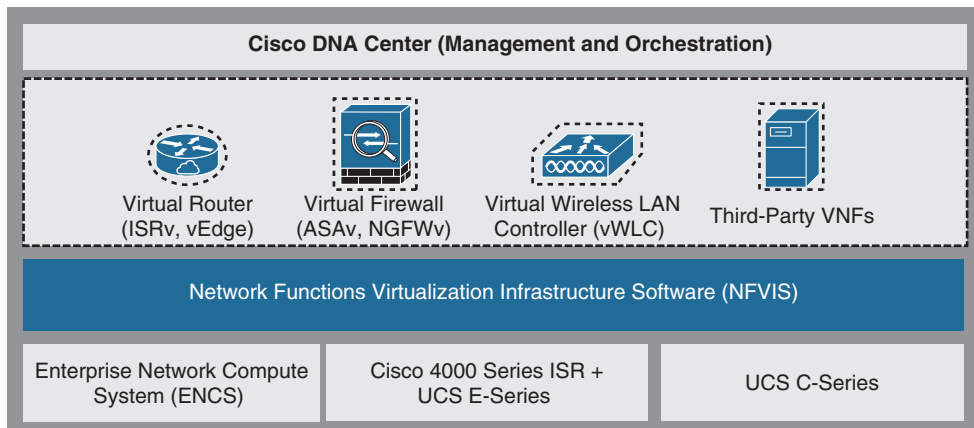 Cisco DNA Center (Management and Orchestration)
Virtual Router
(ISRv, vEdge)
Virtual Firewall
(ASAv, NGFWv)
Virtual Wireless LAN
Controller (vWLC)
Third-Party VNFs
Network Functions Virtualization Infrastructure Software (NFVIS)
Enterprise Network Compute
System (ENCS)
Cisco 4000 Series ISR +
UCS E-Series
UCS C-Series